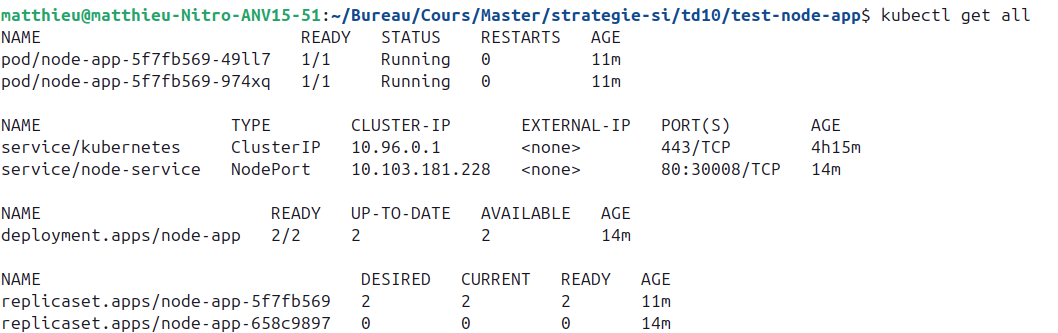 matthieu@matthieu-Nitro-ANV15-51:~/Bureau/Cours/Master/strategie-si/td10/test-node-app$ kubectl get all
NAME READY STATUS RESTARTS AGE
pod/node-app-5f7fb569-49ll7 1/1 Running 0 11m
pod/node-app-5f7fb569-974xq 1/1 Running 0 11m
NAME TYPE CLUSTER-IP EXTERNAL-IP PORT(S) AGE
service/kubernetes ClusterIP 10.96.0.1 <none> 443/TCP 4h15m
service/node-service NodePort 10.103.181.228 <none> 80:30008/TCP 14m
NAME READY UP-TO-DATE AVAILABLE AGE
deployment.apps/node-app 2/2 2 2 14m
NAME DESIRED CURRENT READY AGE
replicaset.apps/node-app-5f7fb569 2 2 2 11m
replicaset.apps/node-app-658c9897 0 0 0 14m